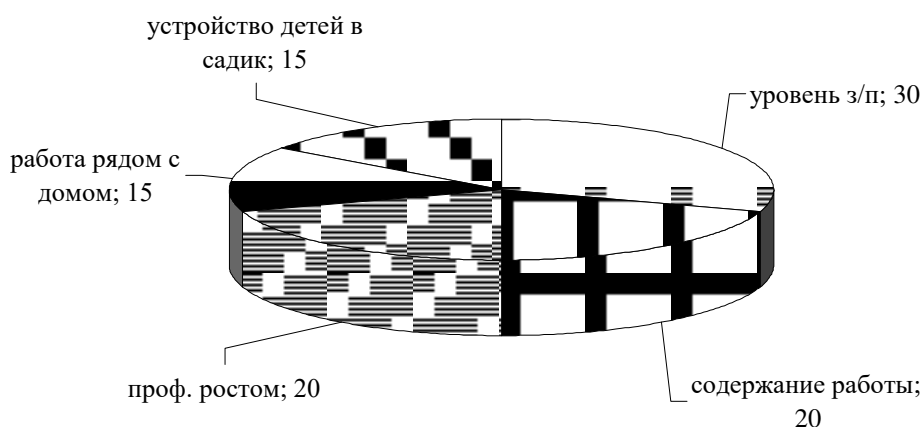 устройство детей в
садик; 15
уровень з/п; 30
работа рядом с
домом; 15
проф. ростом; 20
содержание работы;
20